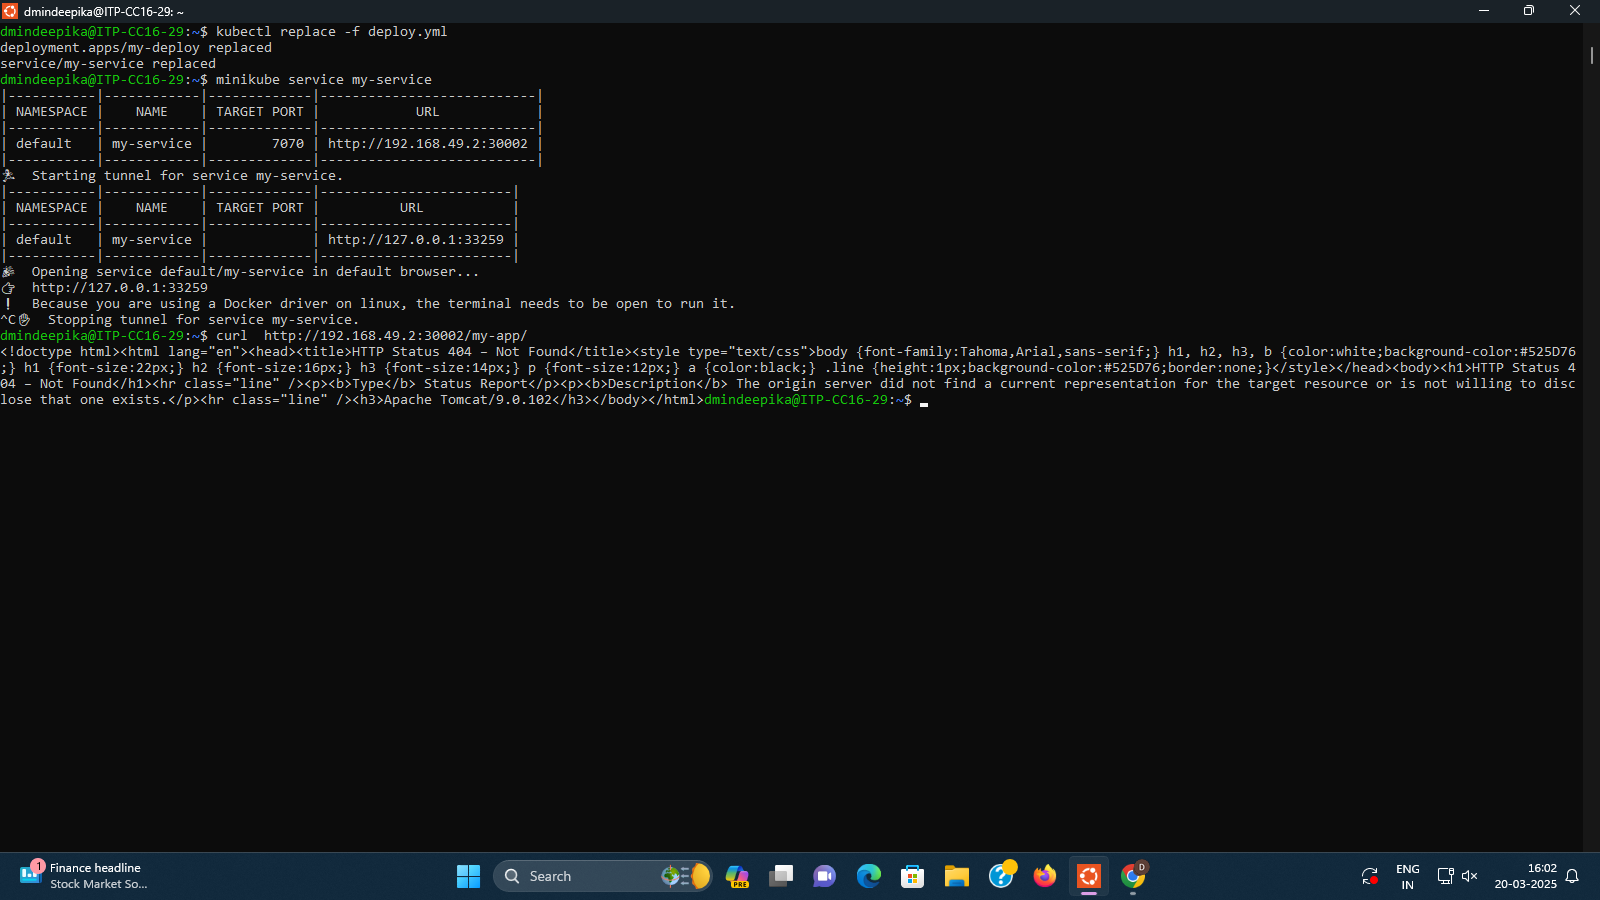 dmindeepika@ITP-CC16-29: ~
dmindeepika@ITP-CC16-29:~$ kubectl replace -f deploy.yml
deployment.apps/my-deploy replaced
service/my-service replaced
dmindeepika@ITP-CC16-29:~$ minikube service my-service
|-----------|------------|-------------|---------------------------|
| NAMESPACE |    NAME    | TARGET PORT |            URL            |
|-----------|------------|-------------|---------------------------|
| default   | my-service |        7070 | http://192.168.49.2:30002 |
|-----------|------------|-------------|---------------------------|
🏃  Starting tunnel for service my-service.
|-----------|------------|-------------|------------------------|
| NAMESPACE |    NAME    | TARGET PORT |          URL           |
|-----------|------------|-------------|------------------------|
| default   | my-service |             | http://127.0.0.1:33259 |
|-----------|------------|-------------|------------------------|
🎉  Opening service default/my-service in default browser...
👉  http://127.0.0.1:33259
❗  Because you are using a Docker driver on linux, the terminal needs to be open to run it.
^C✋  Stopping tunnel for service my-service.
dmindeepika@ITP-CC16-29:~$ curl  http://192.168.49.2:30002/my-app/
<!doctype html><html lang="en"><head><title>HTTP Status 404 – Not Found</title><style type="text/css">body {font-family:Tahoma,Arial,sans-serif;} h1, h2, h3, b {color:white;background-color:#525D76
;} h1 {font-size:22px;} h2 {font-size:16px;} h3 {font-size:14px;} p {font-size:12px;} a {color:black;} .line {height:1px;background-color:#525D76;border:none;}</style></head><body><h1>HTTP Status 4
04 – Not Found</h1><hr class="line" /><p><b>Type</b> Status Report</p><p><b>Description</b> The origin server did not find a current representation for the target resource or is not willing to disc
lose that one exists.</p><hr class="line" /><h3>Apache Tomcat/9.0.102</h3></body></html>dmindeepika@ITP-CC16-29:~$
1
Finance headline
Stock Market So...
Search
PRE
D
ENG
IN
16:02
20-03-2025